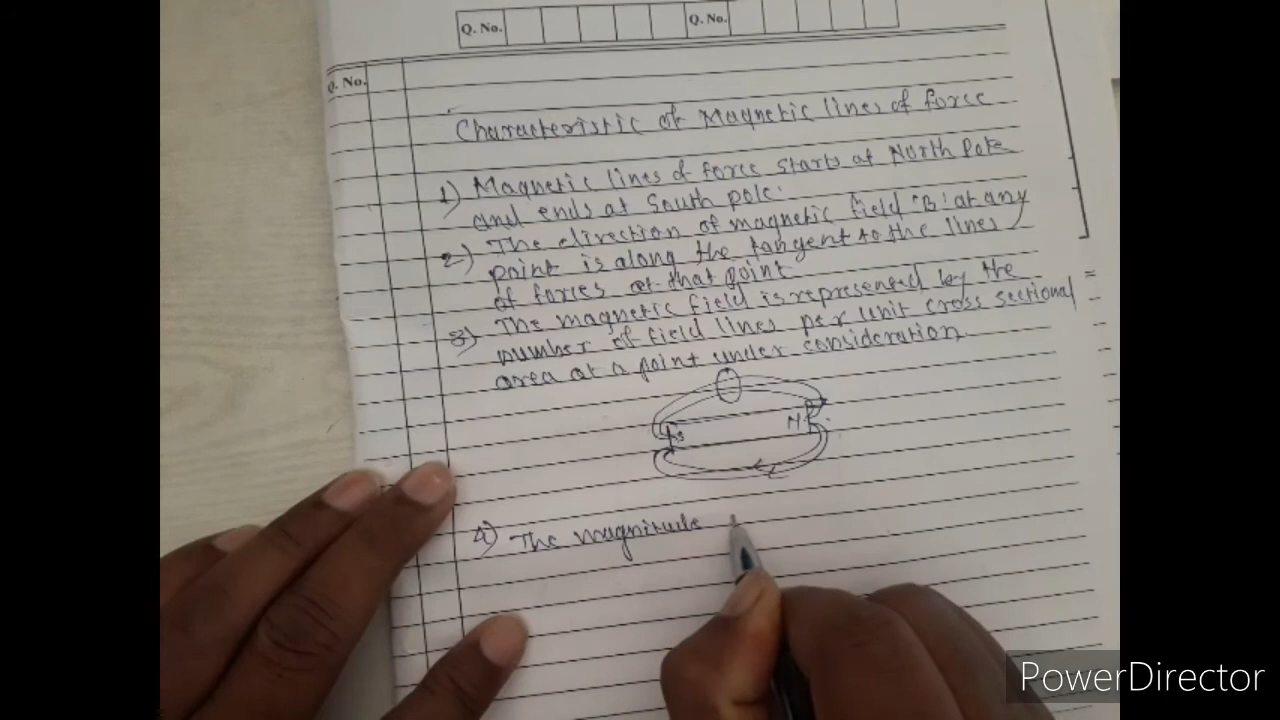 Q. No. Q. No.
Q. No.
Characteristic of Magnetic lines of force
1) Magnetic lines of force starts at North Pole
and ends at South pole.
2) The direction of magnetic field 'B' at any
point is along the tangent to the lines
of forces at that point
3) The magnetic field is represented by the
number of field lines per unit cross sectional
area at a point under consideration.
S N
4) The magnitude
PowerDirector